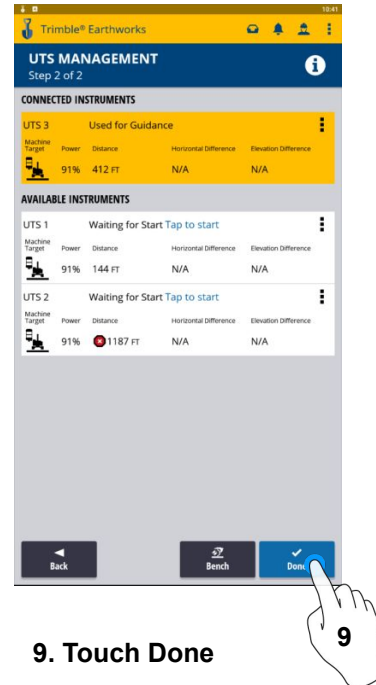 10:41
Trimble® Earthworks
UTS MANAGEMENT
Step 2 of 2
i
CONNECTED INSTRUMENTS
UTS 3 Used for Guidance
Machine Target Power Distance Horizontal Difference Elevation Difference
91% 412 FT N/A N/A
AVAILABLE INSTRUMENTS
UTS 1 Waiting for Start Tap to start
Machine Target Power Distance Horizontal Difference Elevation Difference
91% 144 FT N/A N/A
UTS 2 Waiting for Start Tap to start
Machine Target Power Distance Horizontal Difference Elevation Difference
91% 1187 FT N/A N/A
Back Bench Done
9
9. Touch Done